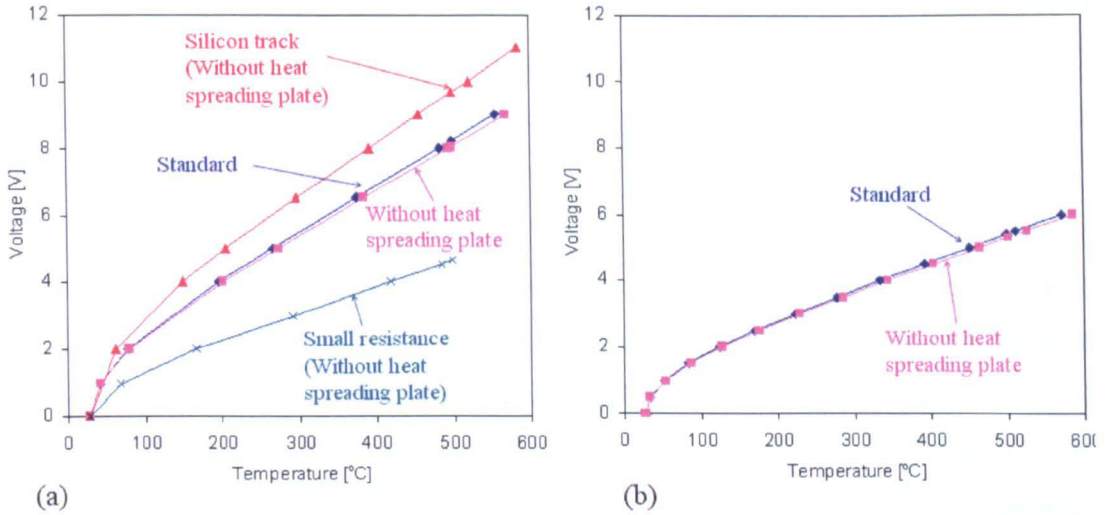 12
10
8
6
4
2
0
Voltage [V]
Silicon track
(Without heat
spreading plate)
Standard
Without heat
spreading plate
Small resistance
(Without heat
spreading plate)
0 100 200 300 400 500 600
Temperature [°C]
(a)
12
10
8
6
4
2
0
Voltage [V]
Standard
Without heat
spreading plate
0 100 200 300 400 500 600
Temperature [°C]
(b)